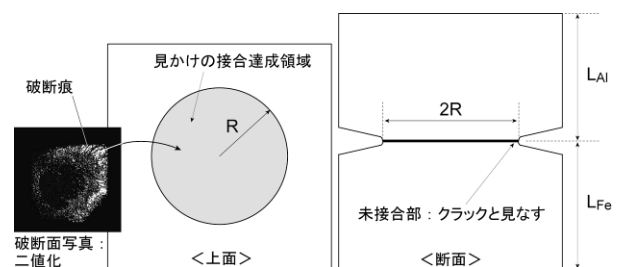 破断痕
見かけの接合達成領域
R
破断面写真：
二値化
＜上面＞
2R
L_Al
L_Fe
未接合部：クラックと見なす
＜断面＞